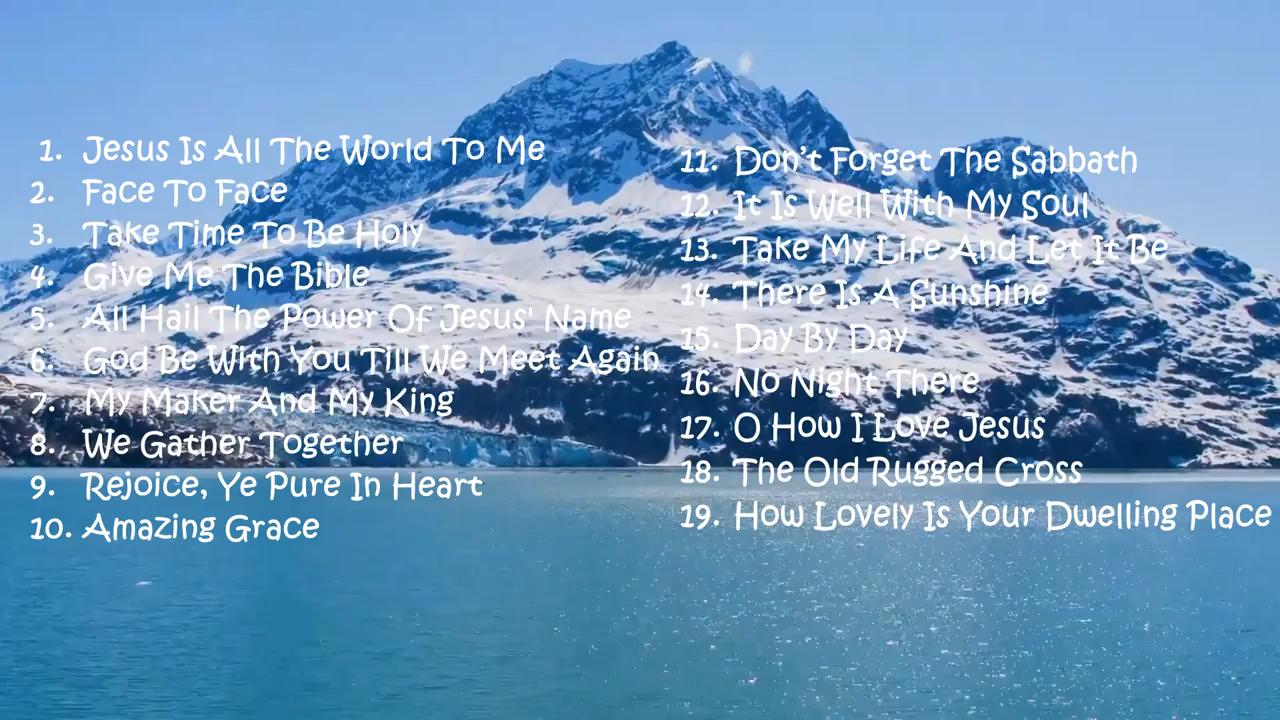 1. Jesus Is All The World To Me
2. Face To Face
3. Take Time To Be Holy
4. Give Me The Bible
5. All Hail The Power Of Jesus' Name
6. God Be With You Till We Meet Again
7. My Maker And My King
8. We Gather Together
9. Rejoice, Ye Pure In Heart
10. Amazing Grace
11. Don't Forget The Sabbath
12. It Is Well With My Soul
13. Take My Life And Let It Be
14. There Is A Sunshine
15. Day By Day
16. No Night There
17. O How I Love Jesus
18. The Old Rugged Cross
19. How Lovely Is Your Dwelling Place